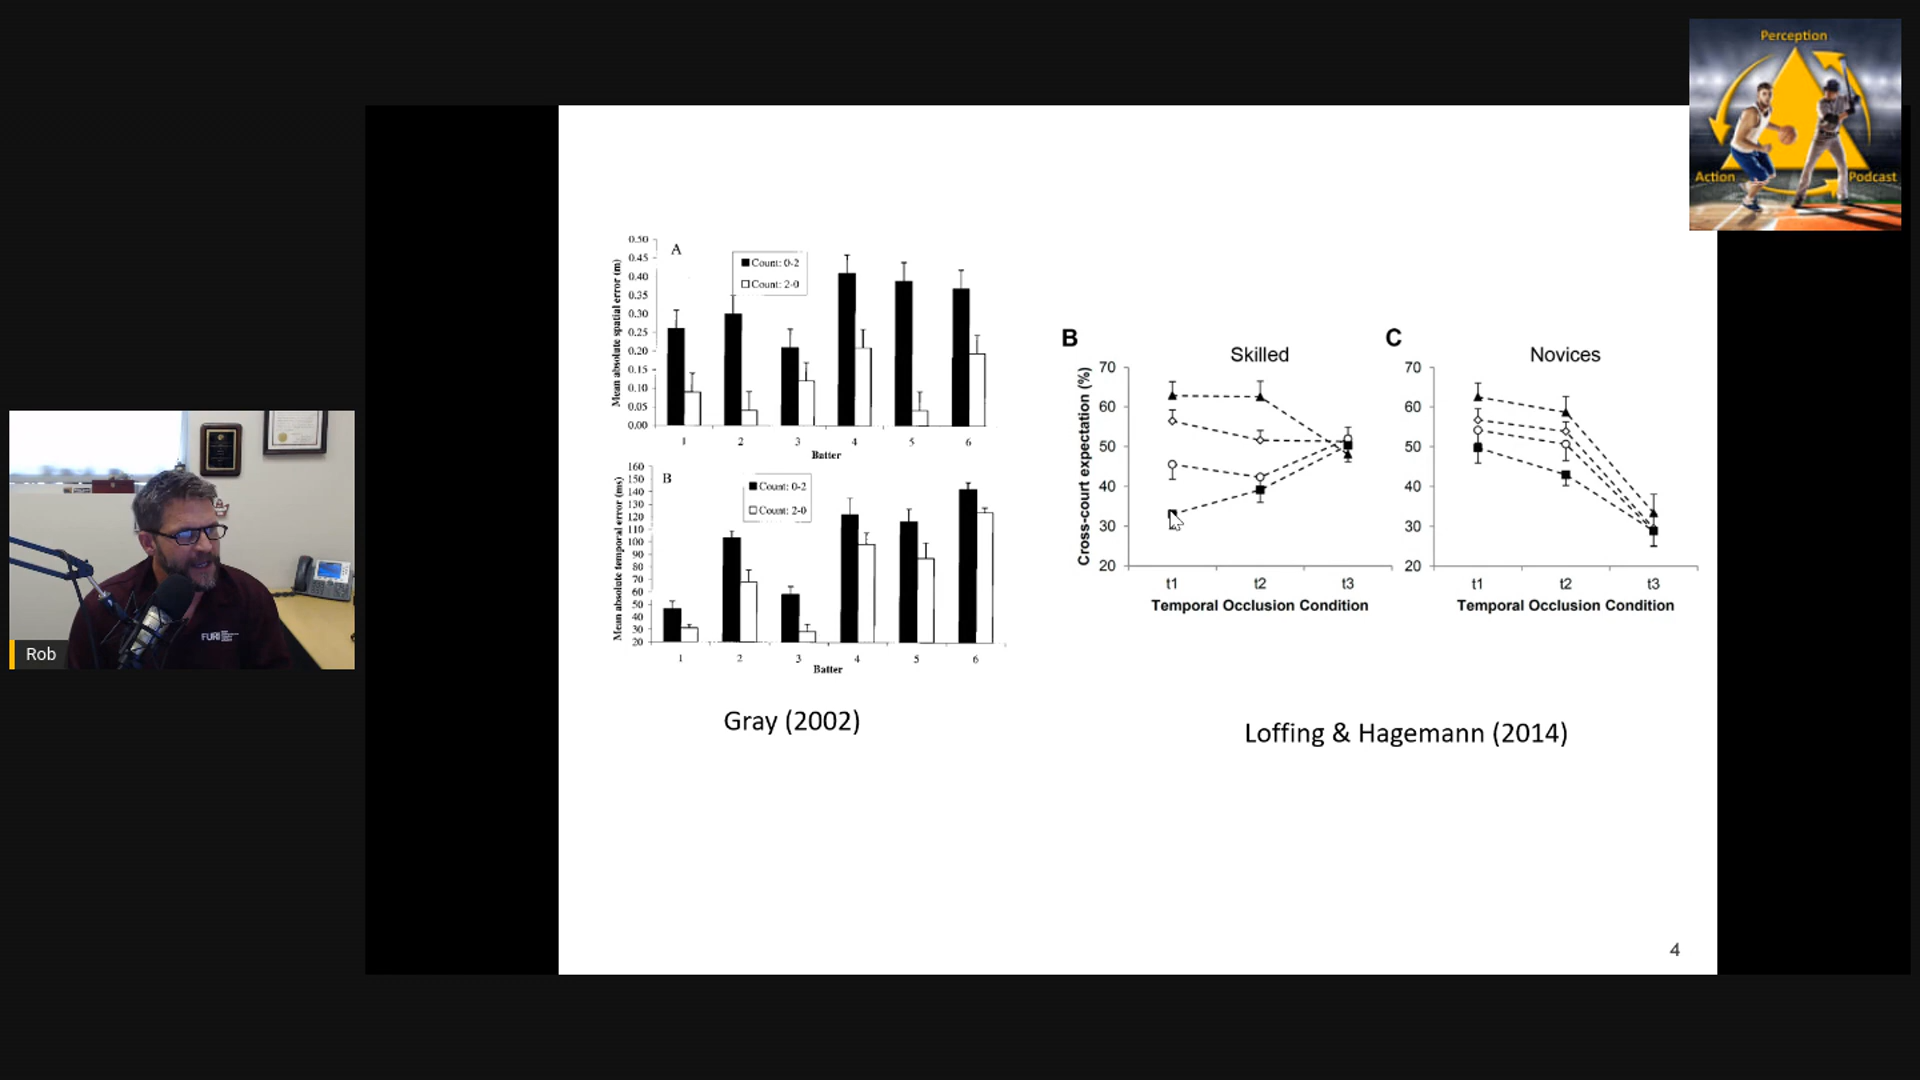 Perception
Action
Podcast
A
Count: 0-2
Count: 2-0
Mean absolute spatial error (m)
0.50
0.45
0.40
0.35
0.30
0.25
0.20
0.15
0.10
0.05
0.00
1 2 3 4 5 6
Batter
B
Count: 0-2
Count: 2-0
Mean absolute temporal error (ms)
160
150
140
130
120
110
100
90
80
70
60
50
40
30
20
1 2 3 4 5 6
Batter
Gray (2002)
B
Skilled
Cross-court expectation (%)
70
60
50
40
30
20
t1 t2 t3
Temporal Occlusion Condition
C
Novices
70
60
50
40
30
20
t1 t2 t3
Temporal Occlusion Condition
Loffing & Hagemann (2014)
4
Rob
FURI